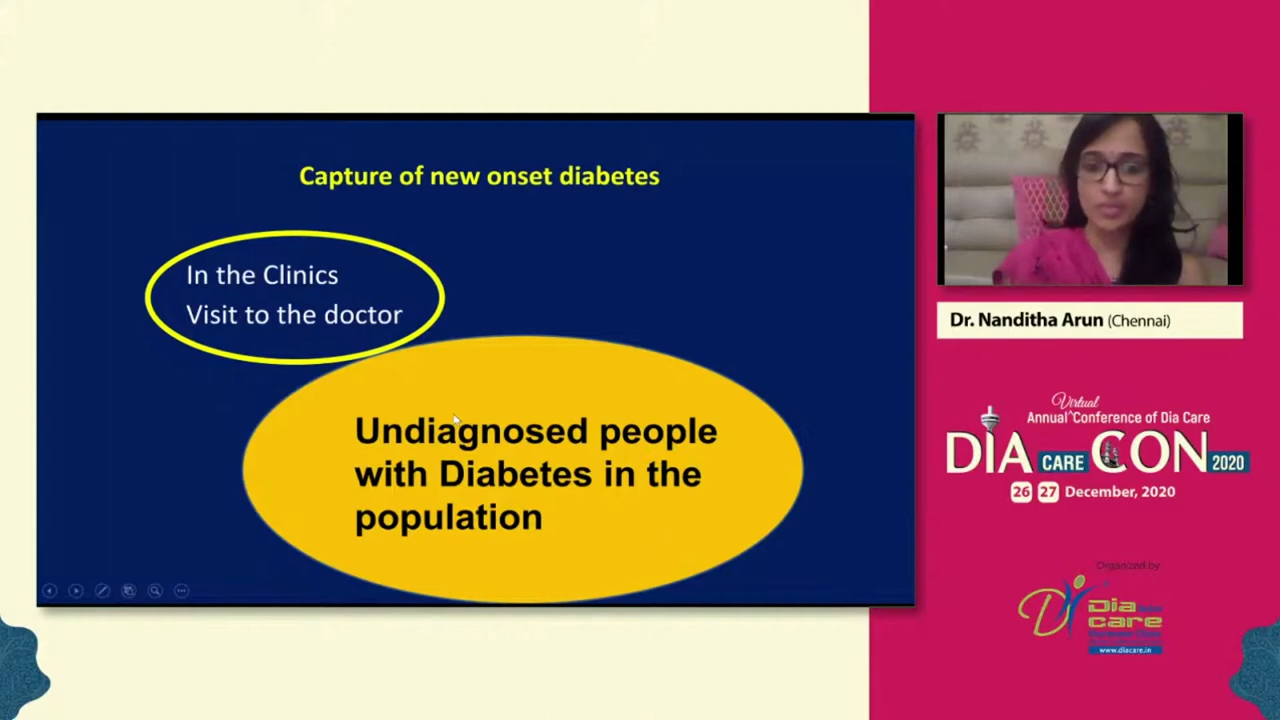 Capture of new onset diabetes
In the Clinics
Visit to the doctor
Undiagnosed people
with Diabetes in the
population
Dr. Nanditha Arun (Chennai)
Virtual
Annual^Conference of Dia Care
DIA CARE CON 2020
26 27 December, 2020
Organized by
Dia
care
www.diacare.in